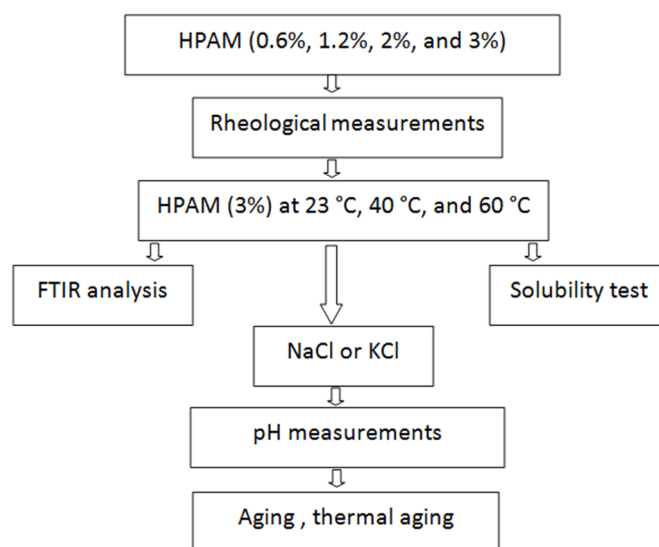 HPAM (0.6%, 1.2%, 2%, and 3%)
Rheological measurements
HPAM (3%) at 23 °C, 40 °C, and 60 °C
FTIR analysis
Solubility test
NaCl or KCl
pH measurements
Aging , thermal aging